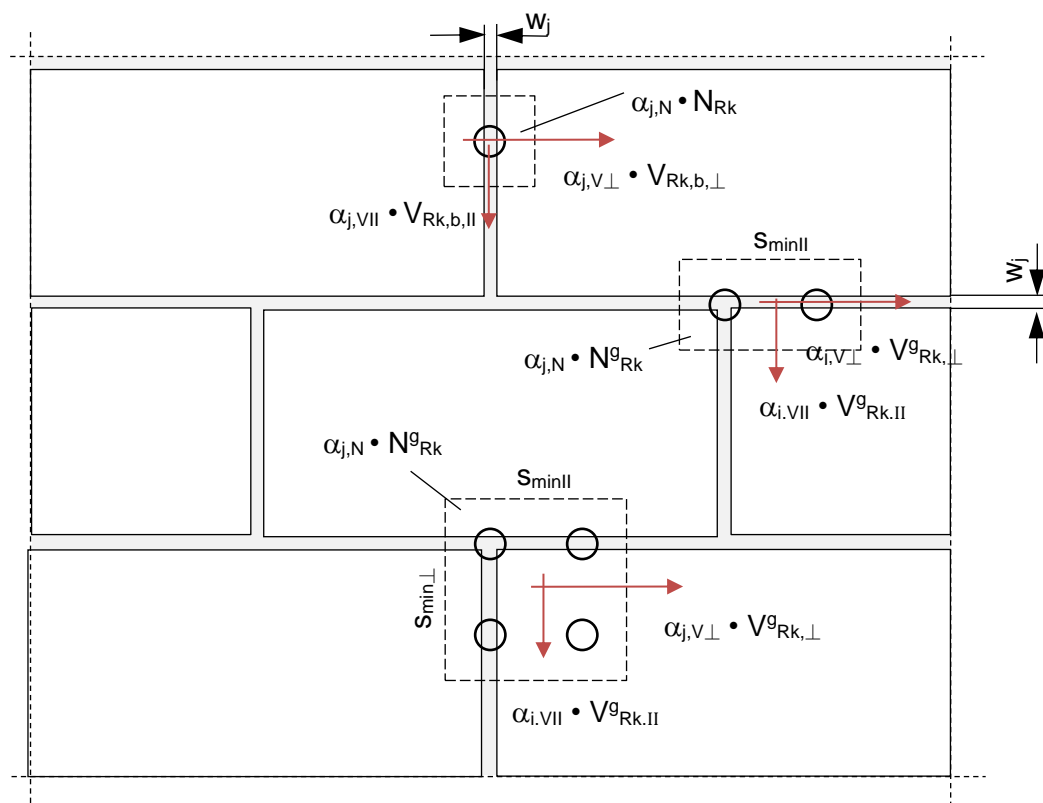 wj
αj,N • NRk
αj,V⊥ • VRk,b,⊥
αj,VII • VRk,b,II
sminII
wj
αj,N • NgRk
αi,V⊥ • VgRk,⊥
αi.VII • VgRk.II
αj,N • NgRk
sminII
smin⊥
αj,V⊥ • VgRk,⊥
αi.VII • VgRk.II